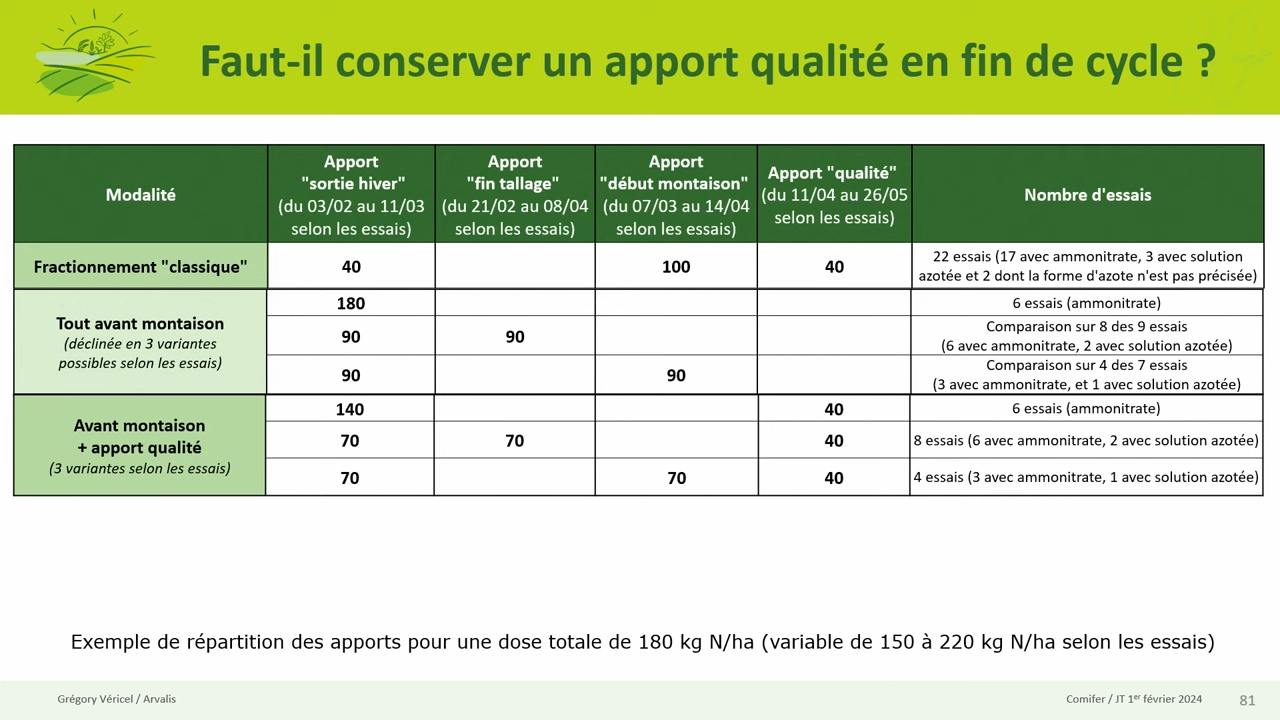 Faut-il conserver un apport qualité en fin de cycle ?
Modalité
Apport
"sortie hiver"
(du 03/02 au 11/03
selon les essais)
Apport
"fin tallage"
(du 21/02 au 08/04
selon les essais)
Apport
"début montaison"
(du 07/03 au 14/04
selon les essais)
Apport "qualité"
(du 11/04 au 26/05
selon les essais)
Nombre d'essais
Fractionnement "classique"
40
100
40
22 essais (17 avec ammonitrate, 3 avec solution
azotée et 2 dont la forme d'azote n'est pas précisée)
Tout avant montaison
(déclinée en 3 variantes
possibles selon les essais)
180
6 essais (ammonitrate)
90
90
Comparaison sur 8 des 9 essais
(6 avec ammonitrate, 2 avec solution azotée)
90
90
Comparaison sur 4 des 7 essais
(3 avec ammonitrate, et 1 avec solution azotée)
Avant montaison
+ apport qualité
(3 variantes selon les essais)
140
40
6 essais (ammonitrate)
70
70
40
8 essais (6 avec ammonitrate, 2 avec solution azotée)
70
70
40
4 essais (3 avec ammonitrate, 1 avec solution azotée)
Exemple de répartition des apports pour une dose totale de 180 kg N/ha (variable de 150 à 220 kg N/ha selon les essais)
Grégory Véricel / Arvalis
Comifer / JT 1er février 2024
81